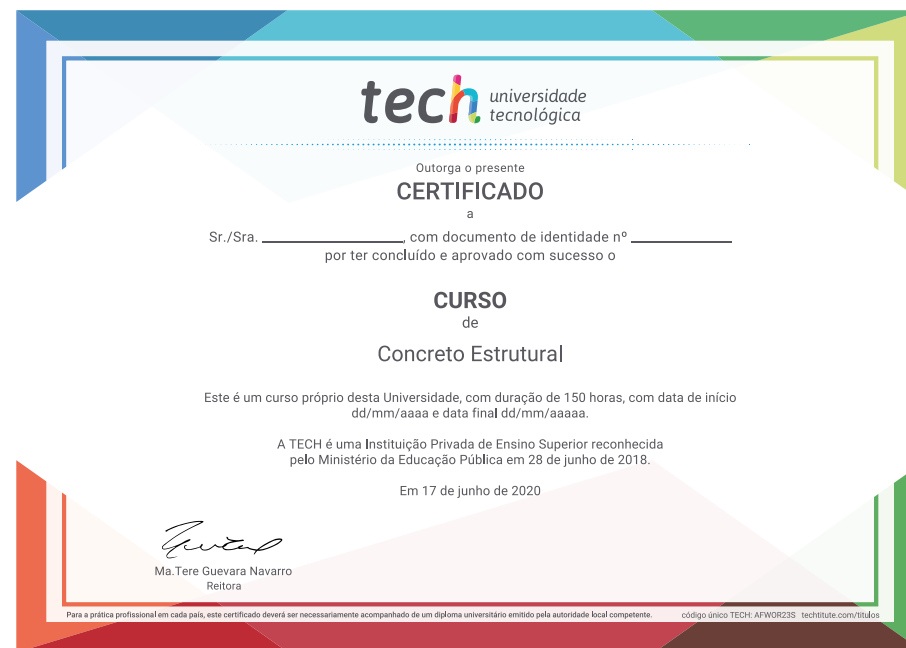 tech universidade
tecnológica
Outorga o presente
CERTIFICADO
a
Sr./Sra. ____________, com documento de identidade nº ____________
por ter concluído e aprovado com sucesso o
CURSO
de
Concreto Estrutural
Este é um curso próprio desta Universidade, com duração de 150 horas, com data de início
dd/mm/aaaa e data final dd/mm/aaaaa.
A TECH é uma Instituição Privada de Ensino Superior reconhecida
pelo Ministério da Educação Pública em 28 de junho de 2018.
Em 17 de junho de 2020
Ma.Tere Guevara Navarro
Reitora
Para a prática profissional em cada país, este certificado deverá ser necessariamente acompanhado de um diploma universitário emitido pela autoridade local competente. código único TECH: AFWOR23S techtitute.com/titulos